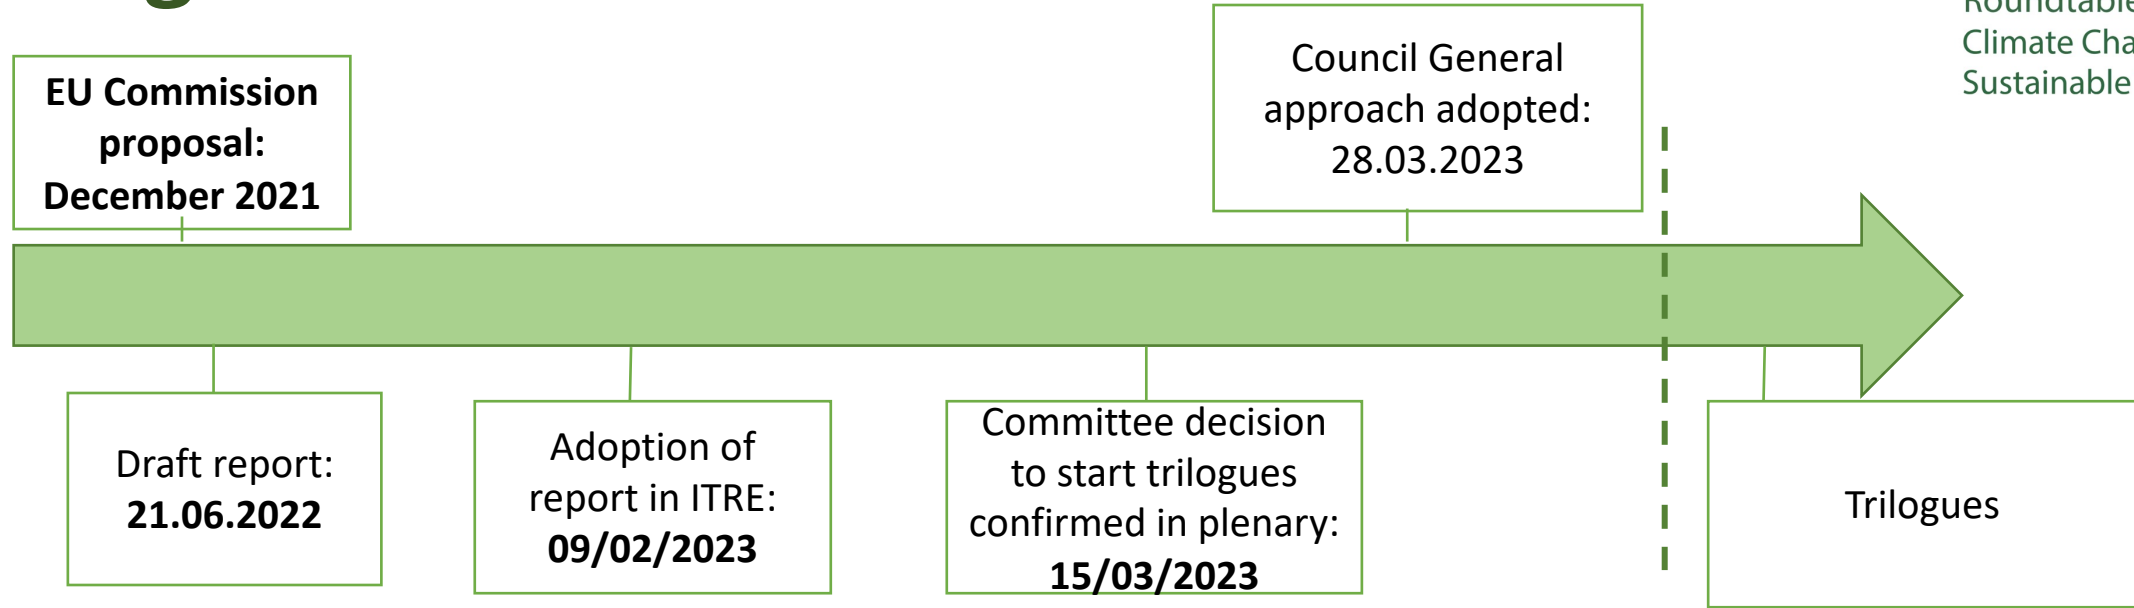 Climate Cha
Sustainable
EU Commission
proposal:
December 2021
Council General
approach adopted:
28.03.2023
Draft report:
21.06.2022
Adoption of
report in ITRE:
09/02/2023
Committee decision
to start trilogues
confirmed in plenary:
15/03/2023
Trilogues